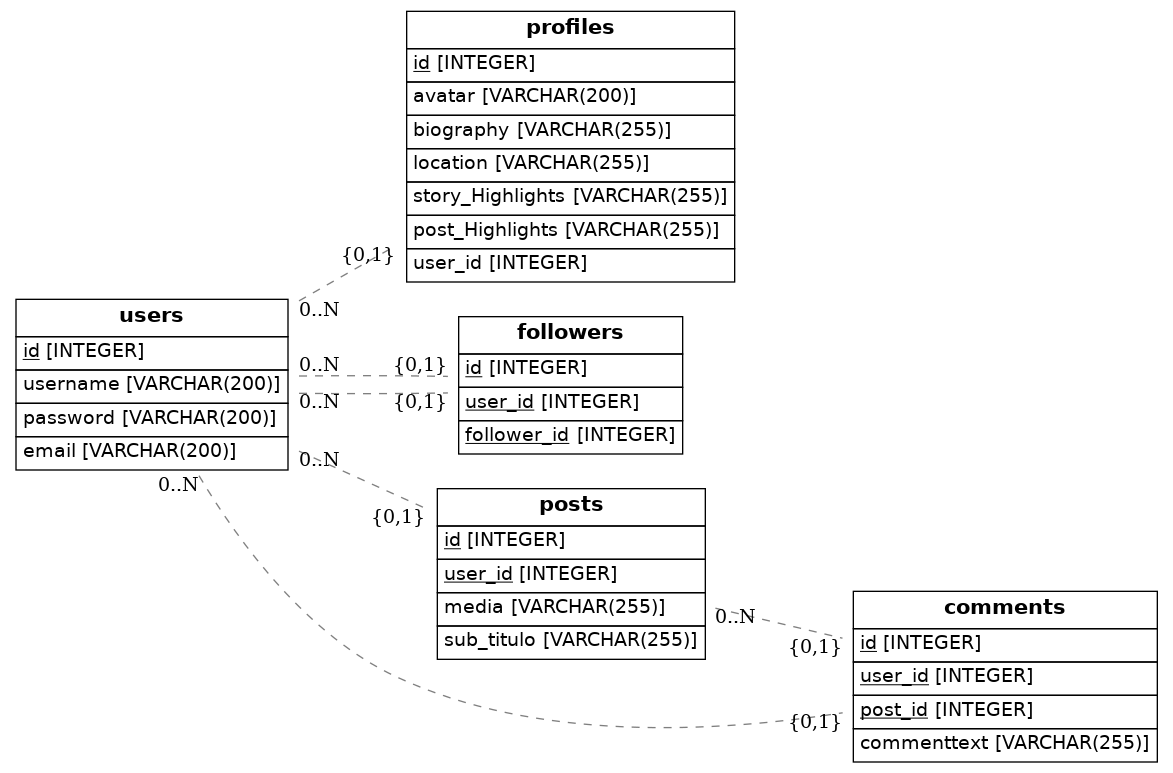 profiles
id [INTEGER]
avatar [VARCHAR(200)]
biography [VARCHAR(255)]
location [VARCHAR(255)]
story_Highlights [VARCHAR(255)]
post_Highlights [VARCHAR(255)]
user_id [INTEGER]
{0,1}
0..N
users
id [INTEGER]
username [VARCHAR(200)]
password [VARCHAR(200)]
email [VARCHAR(200)]
0..N
{0,1}
0..N
{0,1}
followers
id [INTEGER]
user_id [INTEGER]
follower_id [INTEGER]
0..N
{0,1}
0..N
posts
id [INTEGER]
user_id [INTEGER]
media [VARCHAR(255)]
sub_titulo [VARCHAR(255)]
0..N
{0,1}
{0,1}
comments
id [INTEGER]
user_id [INTEGER]
post_id [INTEGER]
commenttext [VARCHAR(255)]